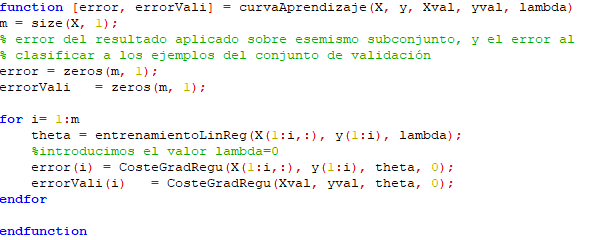 function [error, errorVali] = curvaAprendizaje(X, y, Xval, yval, lambda)
m = size(X, 1);
% error del resultado aplicado sobre esemismo subconjunto, y el error al
% clasificar a los ejemplos del conjunto de validación
error = zeros(m, 1);
errorVali   = zeros(m, 1);

for i= 1:m
    theta = entrenamientoLinReg(X(1:i,:), y(1:i), lambda);
    %introducimos el valor lambda=0
    error(i) = CosteGradRegu(X(1:i,:), y(1:i), theta, 0);
    errorVali(i)   = CosteGradRegu(Xval, yval, theta, 0);
endfor

endfunction